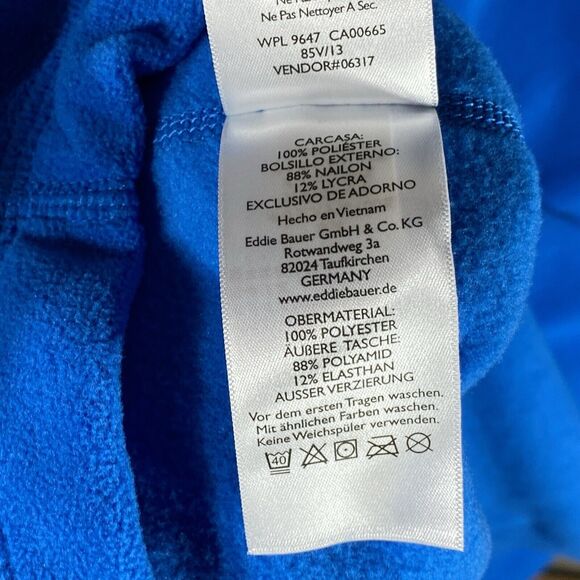 Ne Pas Nettoyer A Sec.
WPL 9647 CA00665
85V/13
VENDOR#06317
CARCASA:
100% POLIÉSTER
BOLSILLO EXTERNO:
88% NAILON
12% LYCRA
EXCLUSIVO DE ADORNO
Hecho en Vietnam
Eddie Bauer GmbH & Co. KG
Rotwandweg 3a
82024 Taufkirchen
GERMANY
www.eddiebauer.de
OBERMATERIAL:
100% POLYESTER
ÄUßERE TASCHE:
88% POLYAMID
12% ELASTHAN
AUSSER VERZIERUNG
Vor dem ersten Tragen waschen.
Mit ähnlichen Farben waschen.
Keine Weichspüler verwenden.
40